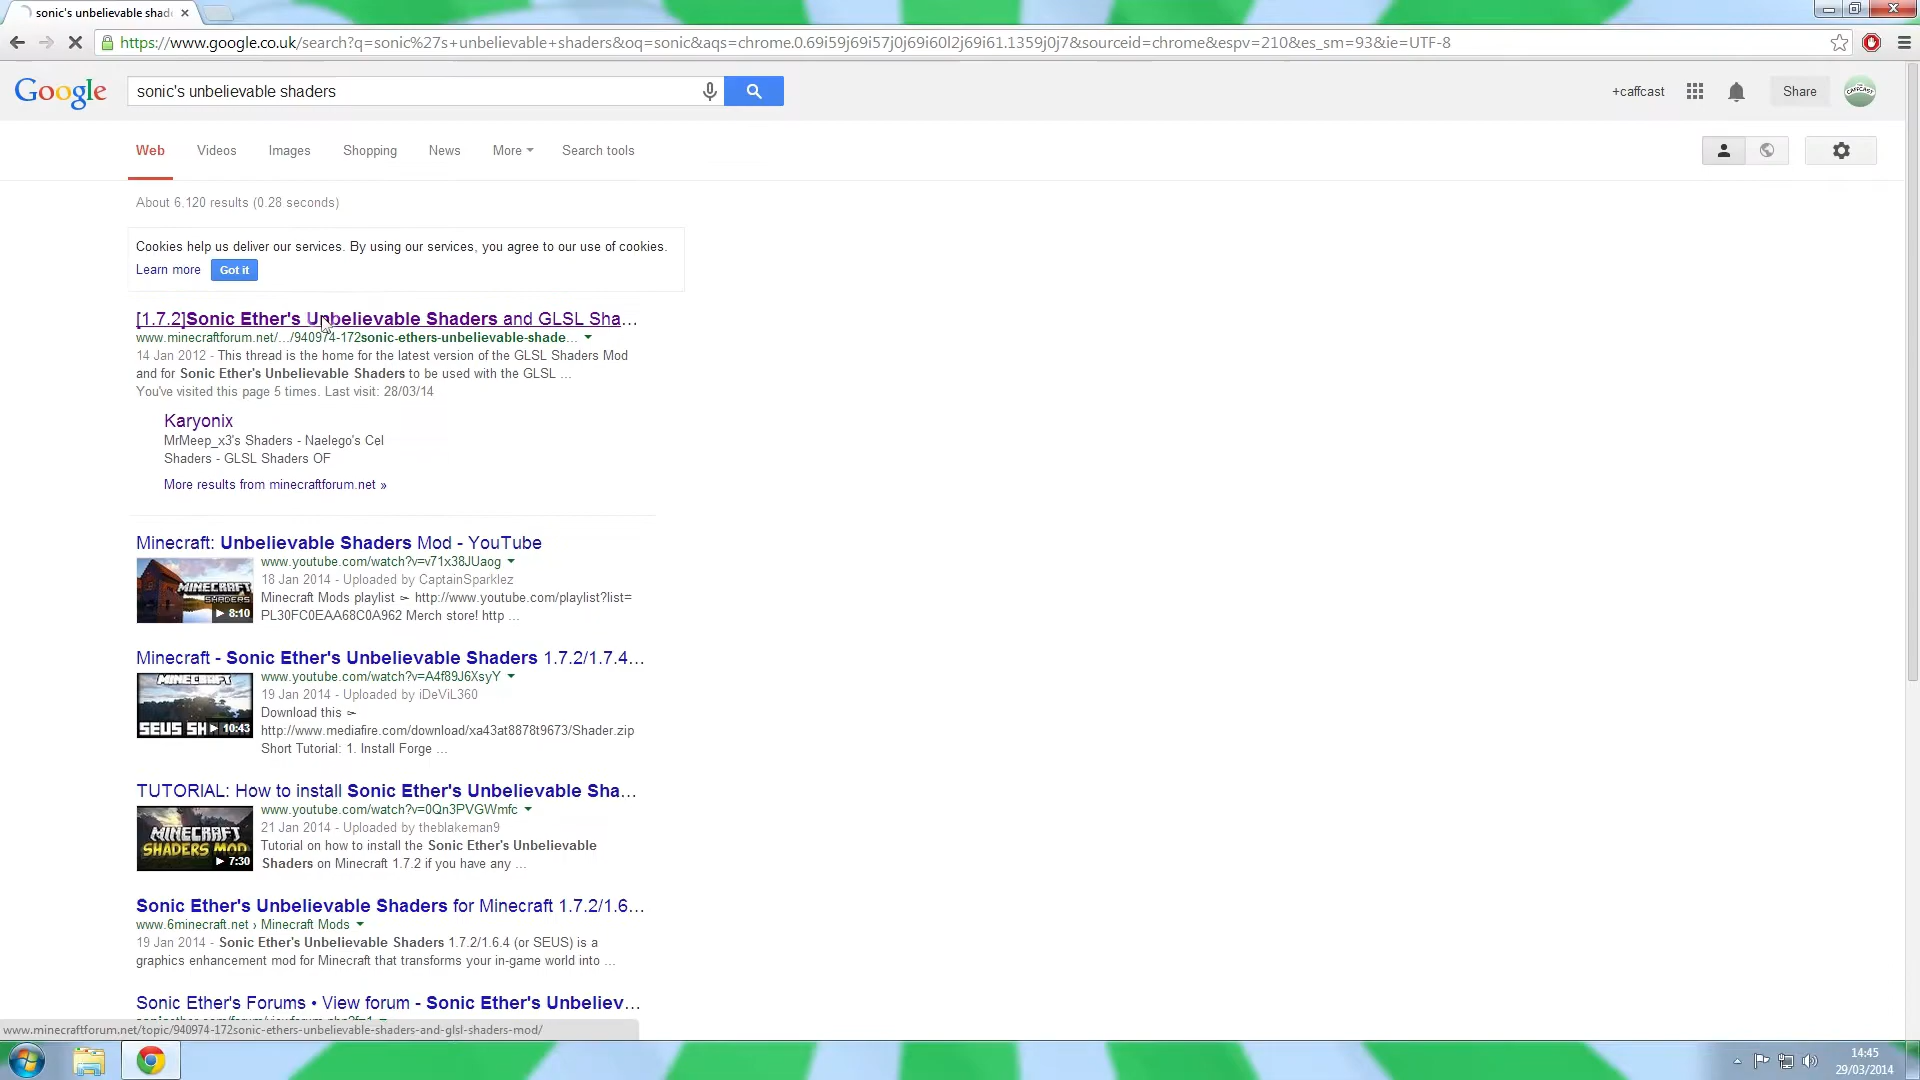 sonic's unbelievable shad
https://www.google.co.uk/search?q=sonic%27s+unbelievable+shaders&oq=sonic&aqs=chrome.0.69i59j69i57j0j69i60l2j69i61.1359j0j7&sourceid=chrome&espv=210&es_sm=93&ie=UTF-8
Google
sonic's unbelievable shaders
+caffcast
Share
CAFFCAST
Web Videos Images Shopping News More Search tools
About 6,120 results (0.28 seconds)
Cookies help us deliver our services. By using our services, you agree to our use of cookies.
Learn more Got it
[1.7.2]Sonic Ether's Unbelievable Shaders and GLSL Sha...
www.minecraftforum.net/.../940974-172sonic-ethers-unbelievable-shade...
14 Jan 2012 - This thread is the home for the latest version of the GLSL Shaders Mod
and for Sonic Ether's Unbelievable Shaders to be used with the GLSL ...
You've visited this page 5 times. Last visit: 28/03/14
Karyonix
MrMeep_x3's Shaders - Naelego's Cel
Shaders - GLSL Shaders OF
More results from minecraftforum.net »
Minecraft: Unbelievable Shaders Mod - YouTube
MINECRAFT
SHADERS
8:10
www.youtube.com/watch?v=v71x38JUaog
18 Jan 2014 - Uploaded by CaptainSparklez
Minecraft Mods playlist ➛ http://www.youtube.com/playlist?list=
PL30FC0EAA68C0A962 Merch store! http ...
Minecraft - Sonic Ether's Unbelievable Shaders 1.7.2/1.7.4...
MINECRAFT
SEUS SH
10:43
www.youtube.com/watch?v=A4f89J6XsyY
19 Jan 2014 - Uploaded by iDeViL360
Download this ➛
http://www.mediafire.com/download/xa43at8878t9673/Shader.zip
Short Tutorial: 1. Install Forge ...
TUTORIAL: How to install Sonic Ether's Unbelievable Sha...
MINECRAFT
SHADERS MOD
7:30
www.youtube.com/watch?v=0Qn3PVGWmfc
21 Jan 2014 - Uploaded by theblakeman9
Tutorial on how to install the Sonic Ether's Unbelievable
Shaders on Minecraft 1.7.2 if you have any ...
Sonic Ether's Unbelievable Shaders for Minecraft 1.7.2/1.6...
www.6minecraft.net › Minecraft Mods
19 Jan 2014 - Sonic Ether's Unbelievable Shaders 1.7.2/1.6.4 (or SEUS) is a
graphics enhancement mod for Minecraft that transforms your in-game world into ...
Sonic Ether's Forums • View forum - Sonic Ether's Unbeliev...
www.minecraftforum.net/topic/940974-172sonic-ethers-unbelievable-shaders-and-glsl-shaders-mod/
14:45
29/03/2014